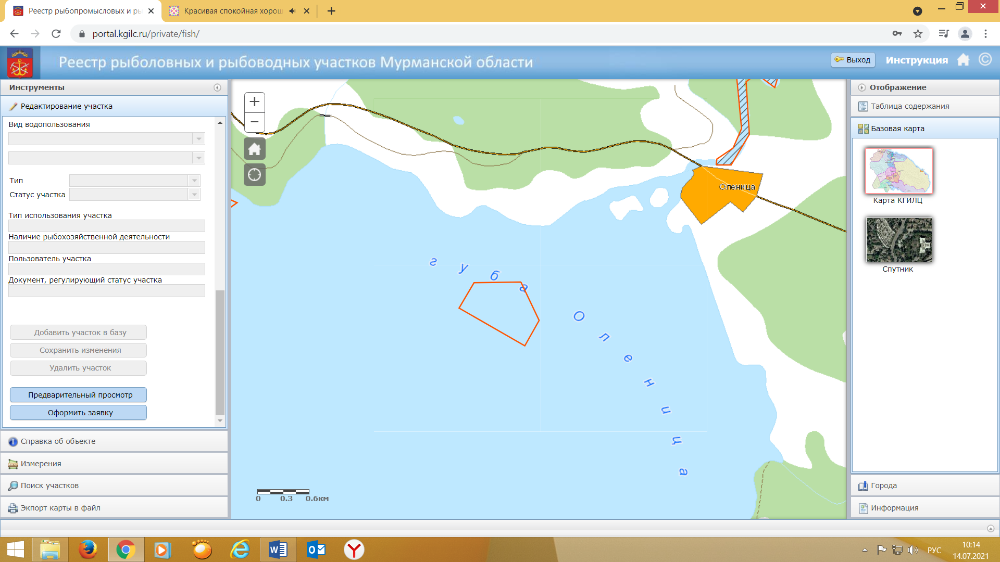 Реестр рыбопромысловых и ры
Красивая спокойная хорош
portal.kgilc.ru/private/fish/
Реестр рыболовных и рыбоводных участков Мурманской области
Выход
Инструкция
Инструменты
Редактирование участка
Вид водопользования
Тип
Статус участка
Тип использования участка
Наличие рыбохозяйственной деятельности
Пользователь участка
Документ, регулирующий статус участка
Добавить участок в базу
Сохранить изменения
Удалить участок
Предварительный просмотр
Оформить заявку
Справка об объекте
Измерения
Поиск участков
Экспорт карты в файл
+
−
Оленица
губа Оленица
0 0.3 0.6км
Отображение
Таблица содержания
Базовая карта
Карта КГИЛЦ
Спутник
Города
Информация
РУС
10:14
14.07.2021